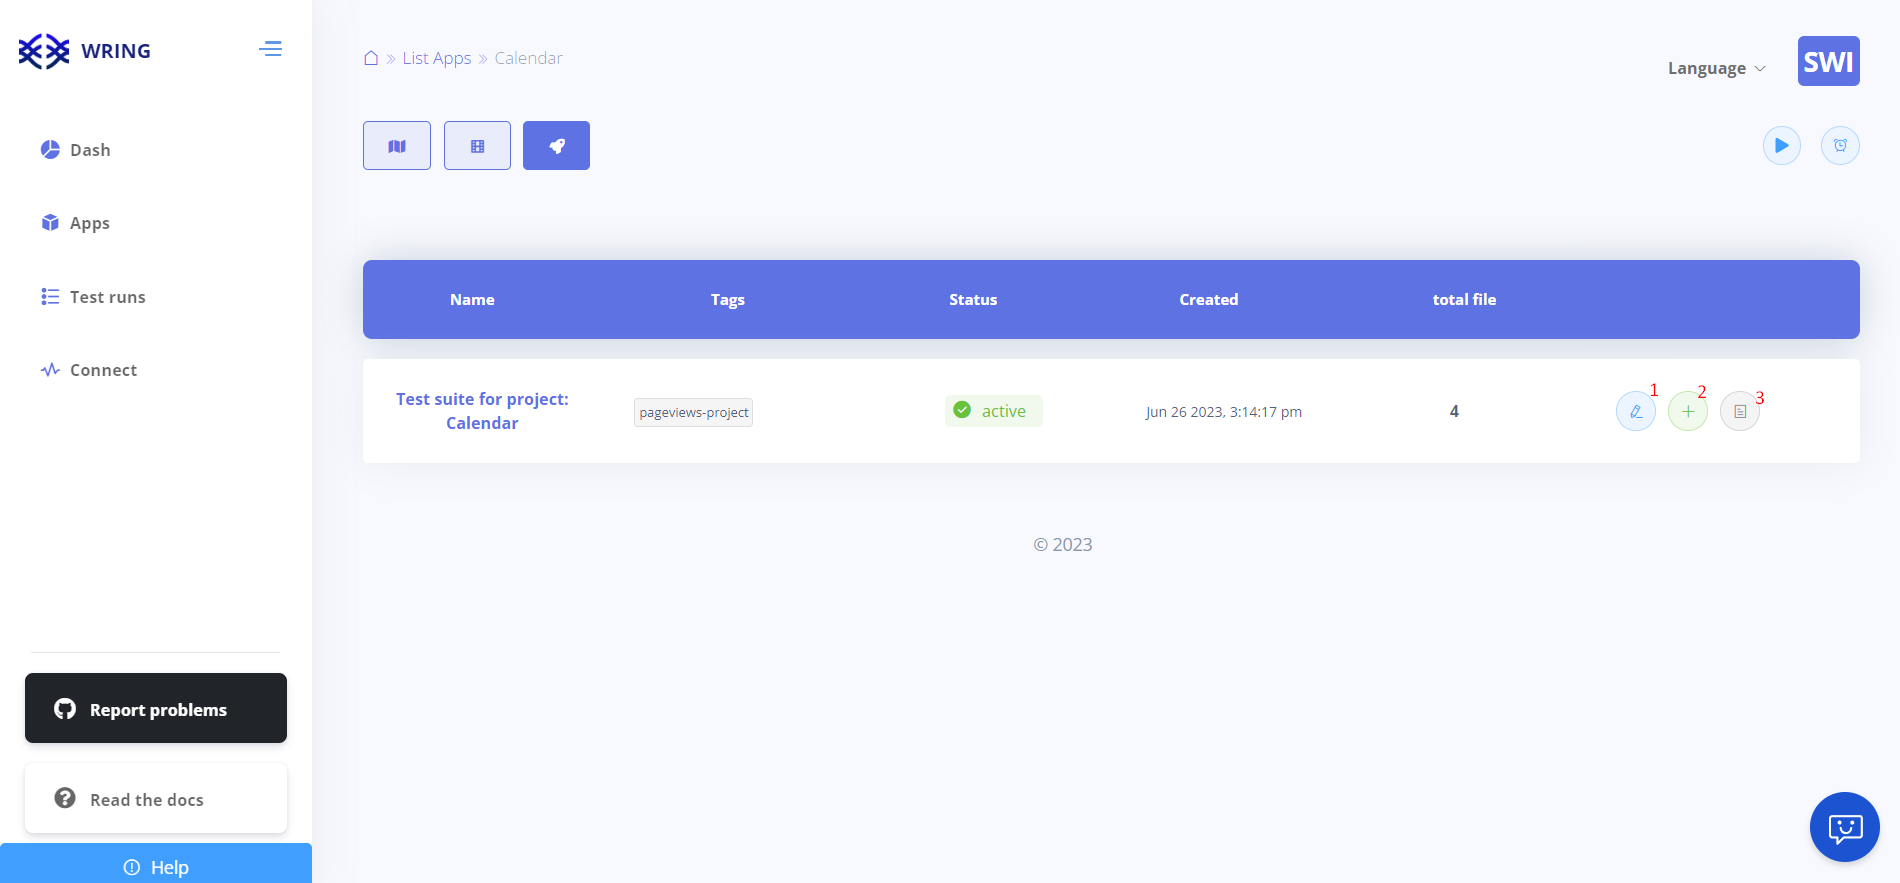 WRING
List Apps » Calendar
Language
SWI
Dash
Apps
Test runs
Connect
Name Tags Status Created total file
Test suite for project:
Calendar
pageviews-project
active
Jun 26 2023, 3:14:17 pm
4
1
2
3
© 2023
Report problems
Read the docs
Help